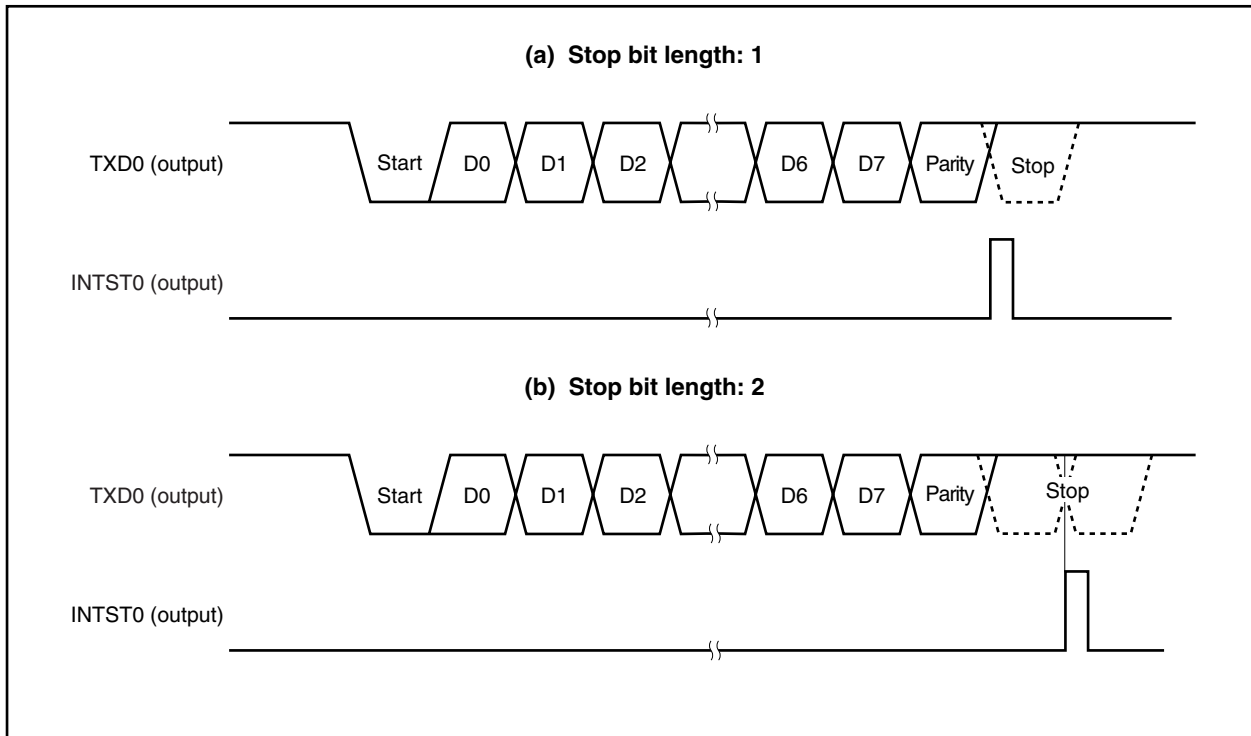 (a) Stop bit length: 1
TXD0 (output)
Start D0 D1 D2 D6 D7 Parity Stop
INTST0 (output)
(b) Stop bit length: 2
TXD0 (output)
Start D0 D1 D2 D6 D7 Parity Stop
INTST0 (output)